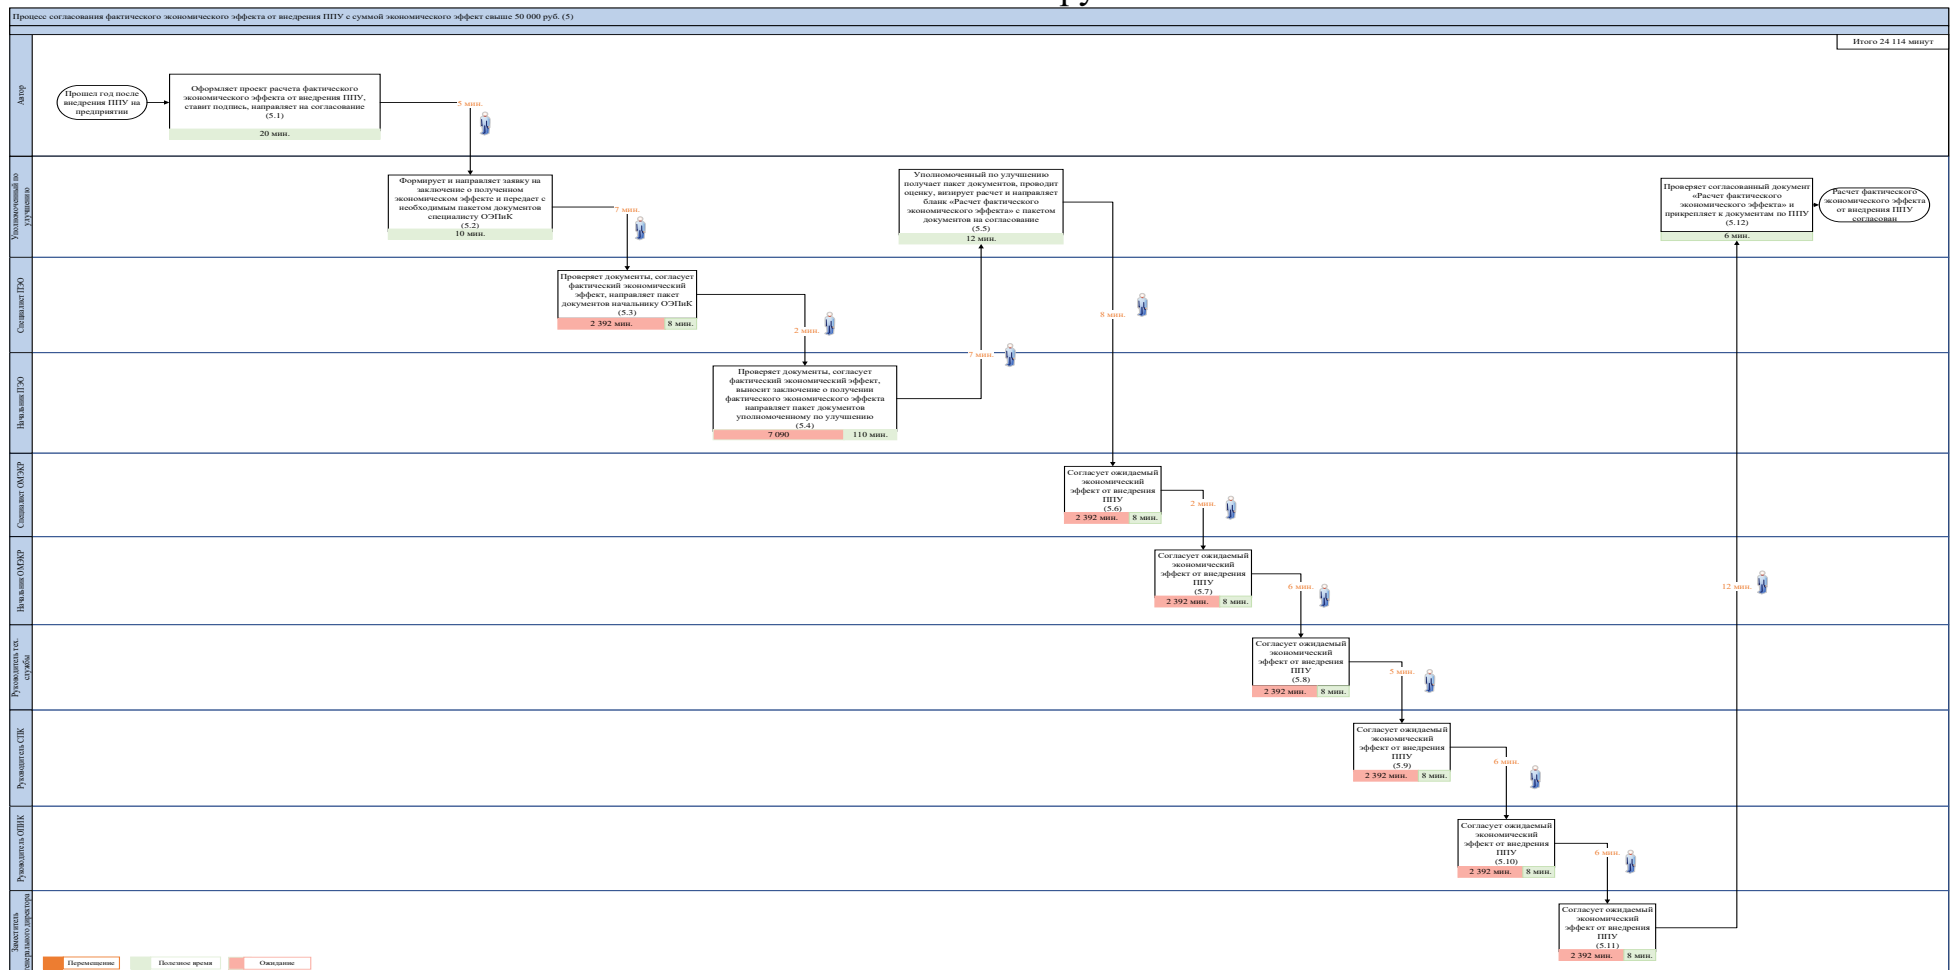 Процесс согласования фактического экономического эффекта от внедрения ППУ с суммой экономического эффект свыше 50 000 руб. (5)
Итого 24 114 минут
Автор
Прошел год после
внедрения ППУ на
предприятии
Оформляет проект расчета фактического
экономического эффекта от внедрения ППУ,
ставит подпись, направляет на согласование
(5.1)
20 мин.
5 мин.
Уполномоченный по
улучшению
Формирует и направляет заявку на
заключение о полученном
экономическом эффекте и передает с
необходимым пакетом документов
специалисту ОЭПиК
(5.2)
10 мин.
7 мин.
Уполномоченный по улучшению
получает пакет документов, проводит
оценку, визирует расчет и направляет
бланк «Расчет фактического
экономического эффекта» с пакетом
документов на согласование
(5.5)
12 мин.
8 мин.
Проверяет согласованный документ
«Расчет фактического
экономического эффекта» и
прикрепляет к документам по ППУ
(5.12)
6 мин.
Расчет фактического
экономического эффекта
от внедрения ППУ
согласован
Специалист ПЭО
Проверяет документы, согласует
фактический экономический
эффект, направляет пакет
документов начальнику ОЭПиК
(5.3)
2 392 мин.
8 мин.
2 мин.
7 мин.
Начальник ПЭО
Проверяет документы, согласует
фактический экономический эффект,
выносит заключение о получении
фактического экономического эффекта
направляет пакет документов
уполномоченному по улучшению
(5.4)
7 090
110 мин.
Специалист ОМЭКР
Согласует ожидаемый
экономический
эффект от внедрения
ППУ
(5.6)
2 392 мин.
8 мин.
2 мин.
Начальник ОМЭКР
Согласует ожидаемый
экономический
эффект от внедрения
ППУ
(5.7)
2 392 мин.
8 мин.
6 мин.
12 мин.
Руководитель тех.
службы
Согласует ожидаемый
экономический
эффект от внедрения
ППУ
(5.8)
2 392 мин.
8 мин.
5 мин.
Руководитель СПК
Согласует ожидаемый
экономический
эффект от внедрения
ППУ
(5.9)
2 392 мин.
8 мин.
6 мин.
Руководитель ОПИК
Согласует ожидаемый
экономический
эффект от внедрения
ППУ
(5.10)
2 392 мин.
8 мин.
6 мин.
Заместитель
генерального директора
Согласует ожидаемый
экономический
эффект от внедрения
ППУ
(5.11)
2 392 мин.
8 мин.
Перемещение
Полезное время
Ожидание